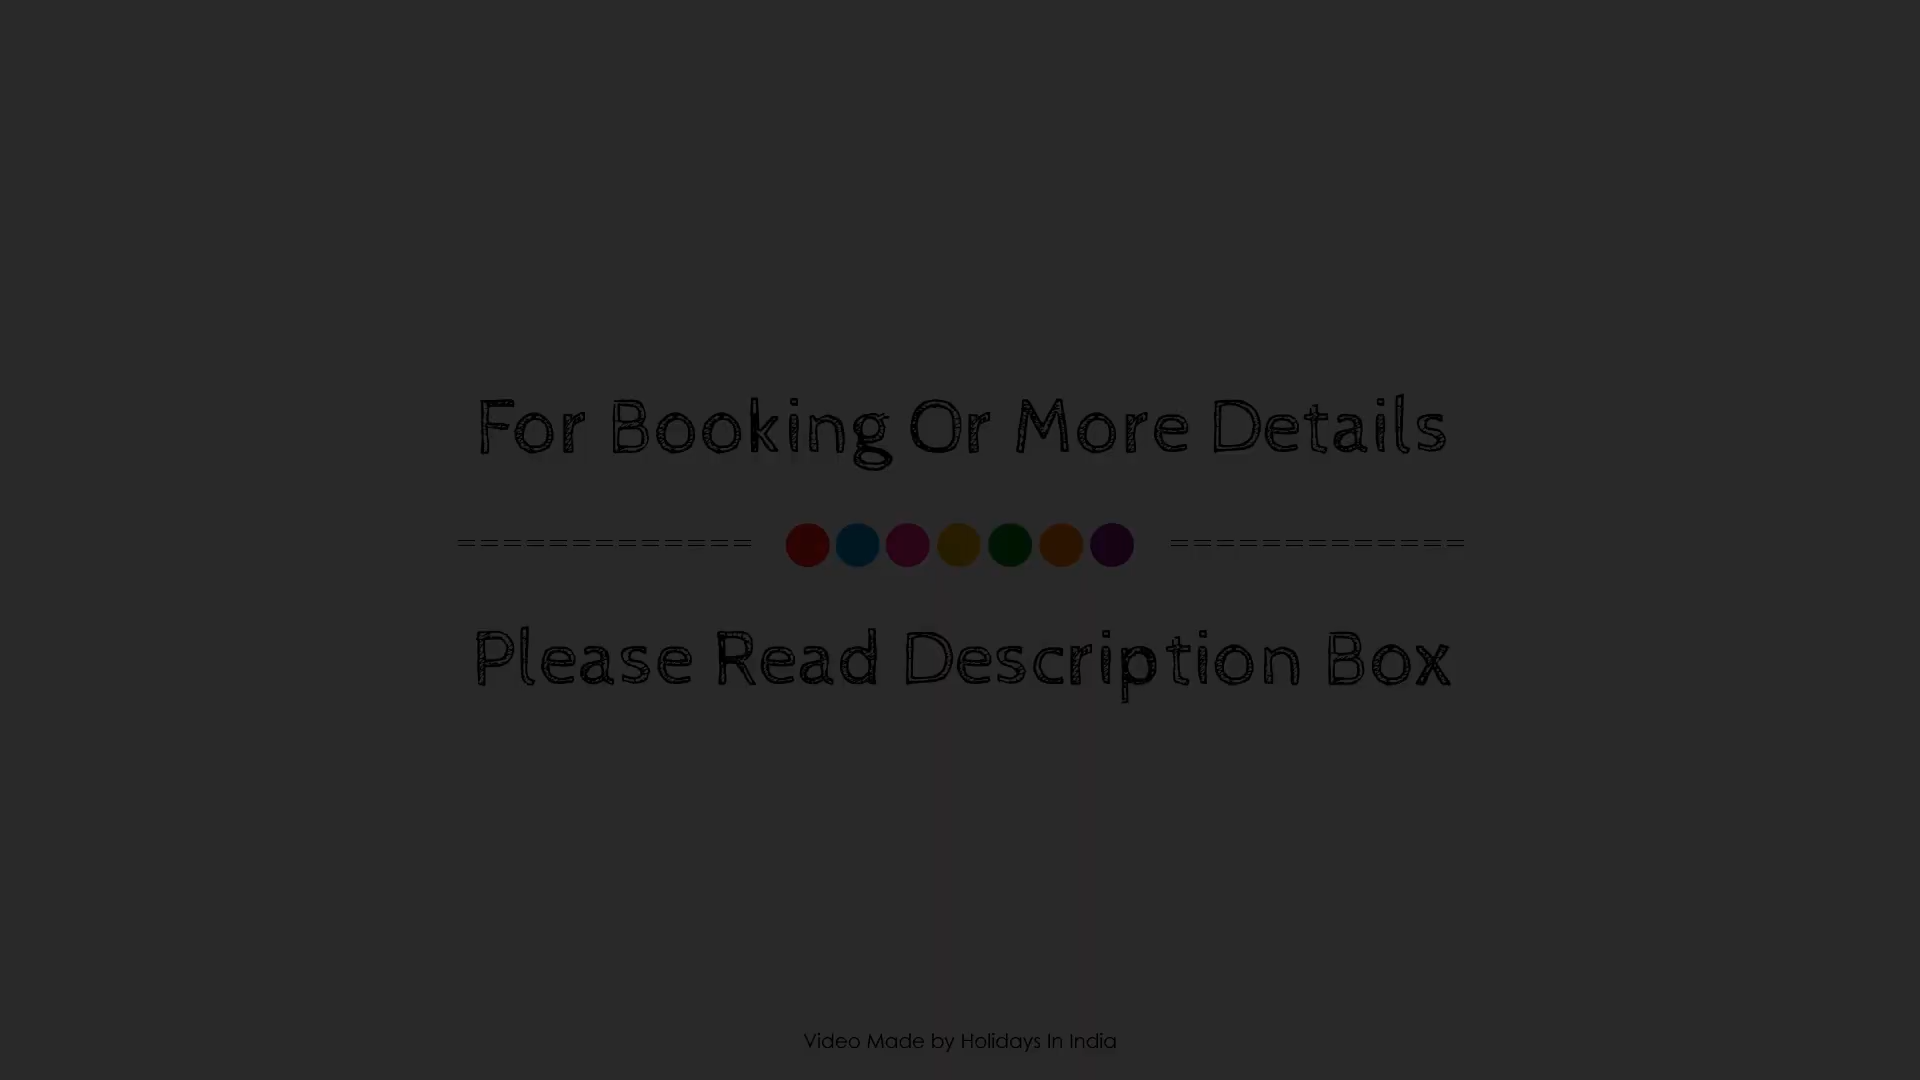 For Booking Or More Details
============= =============
Please Read Description Box
Video Made by Holidays In India